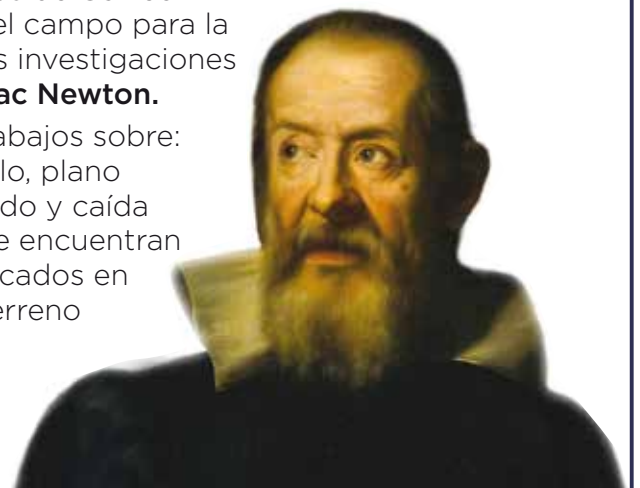 el campo para la
s investigaciones
ac Newton.
abajos sobre:
lo, plano
do y caída
e encuentran
cados en
erreno